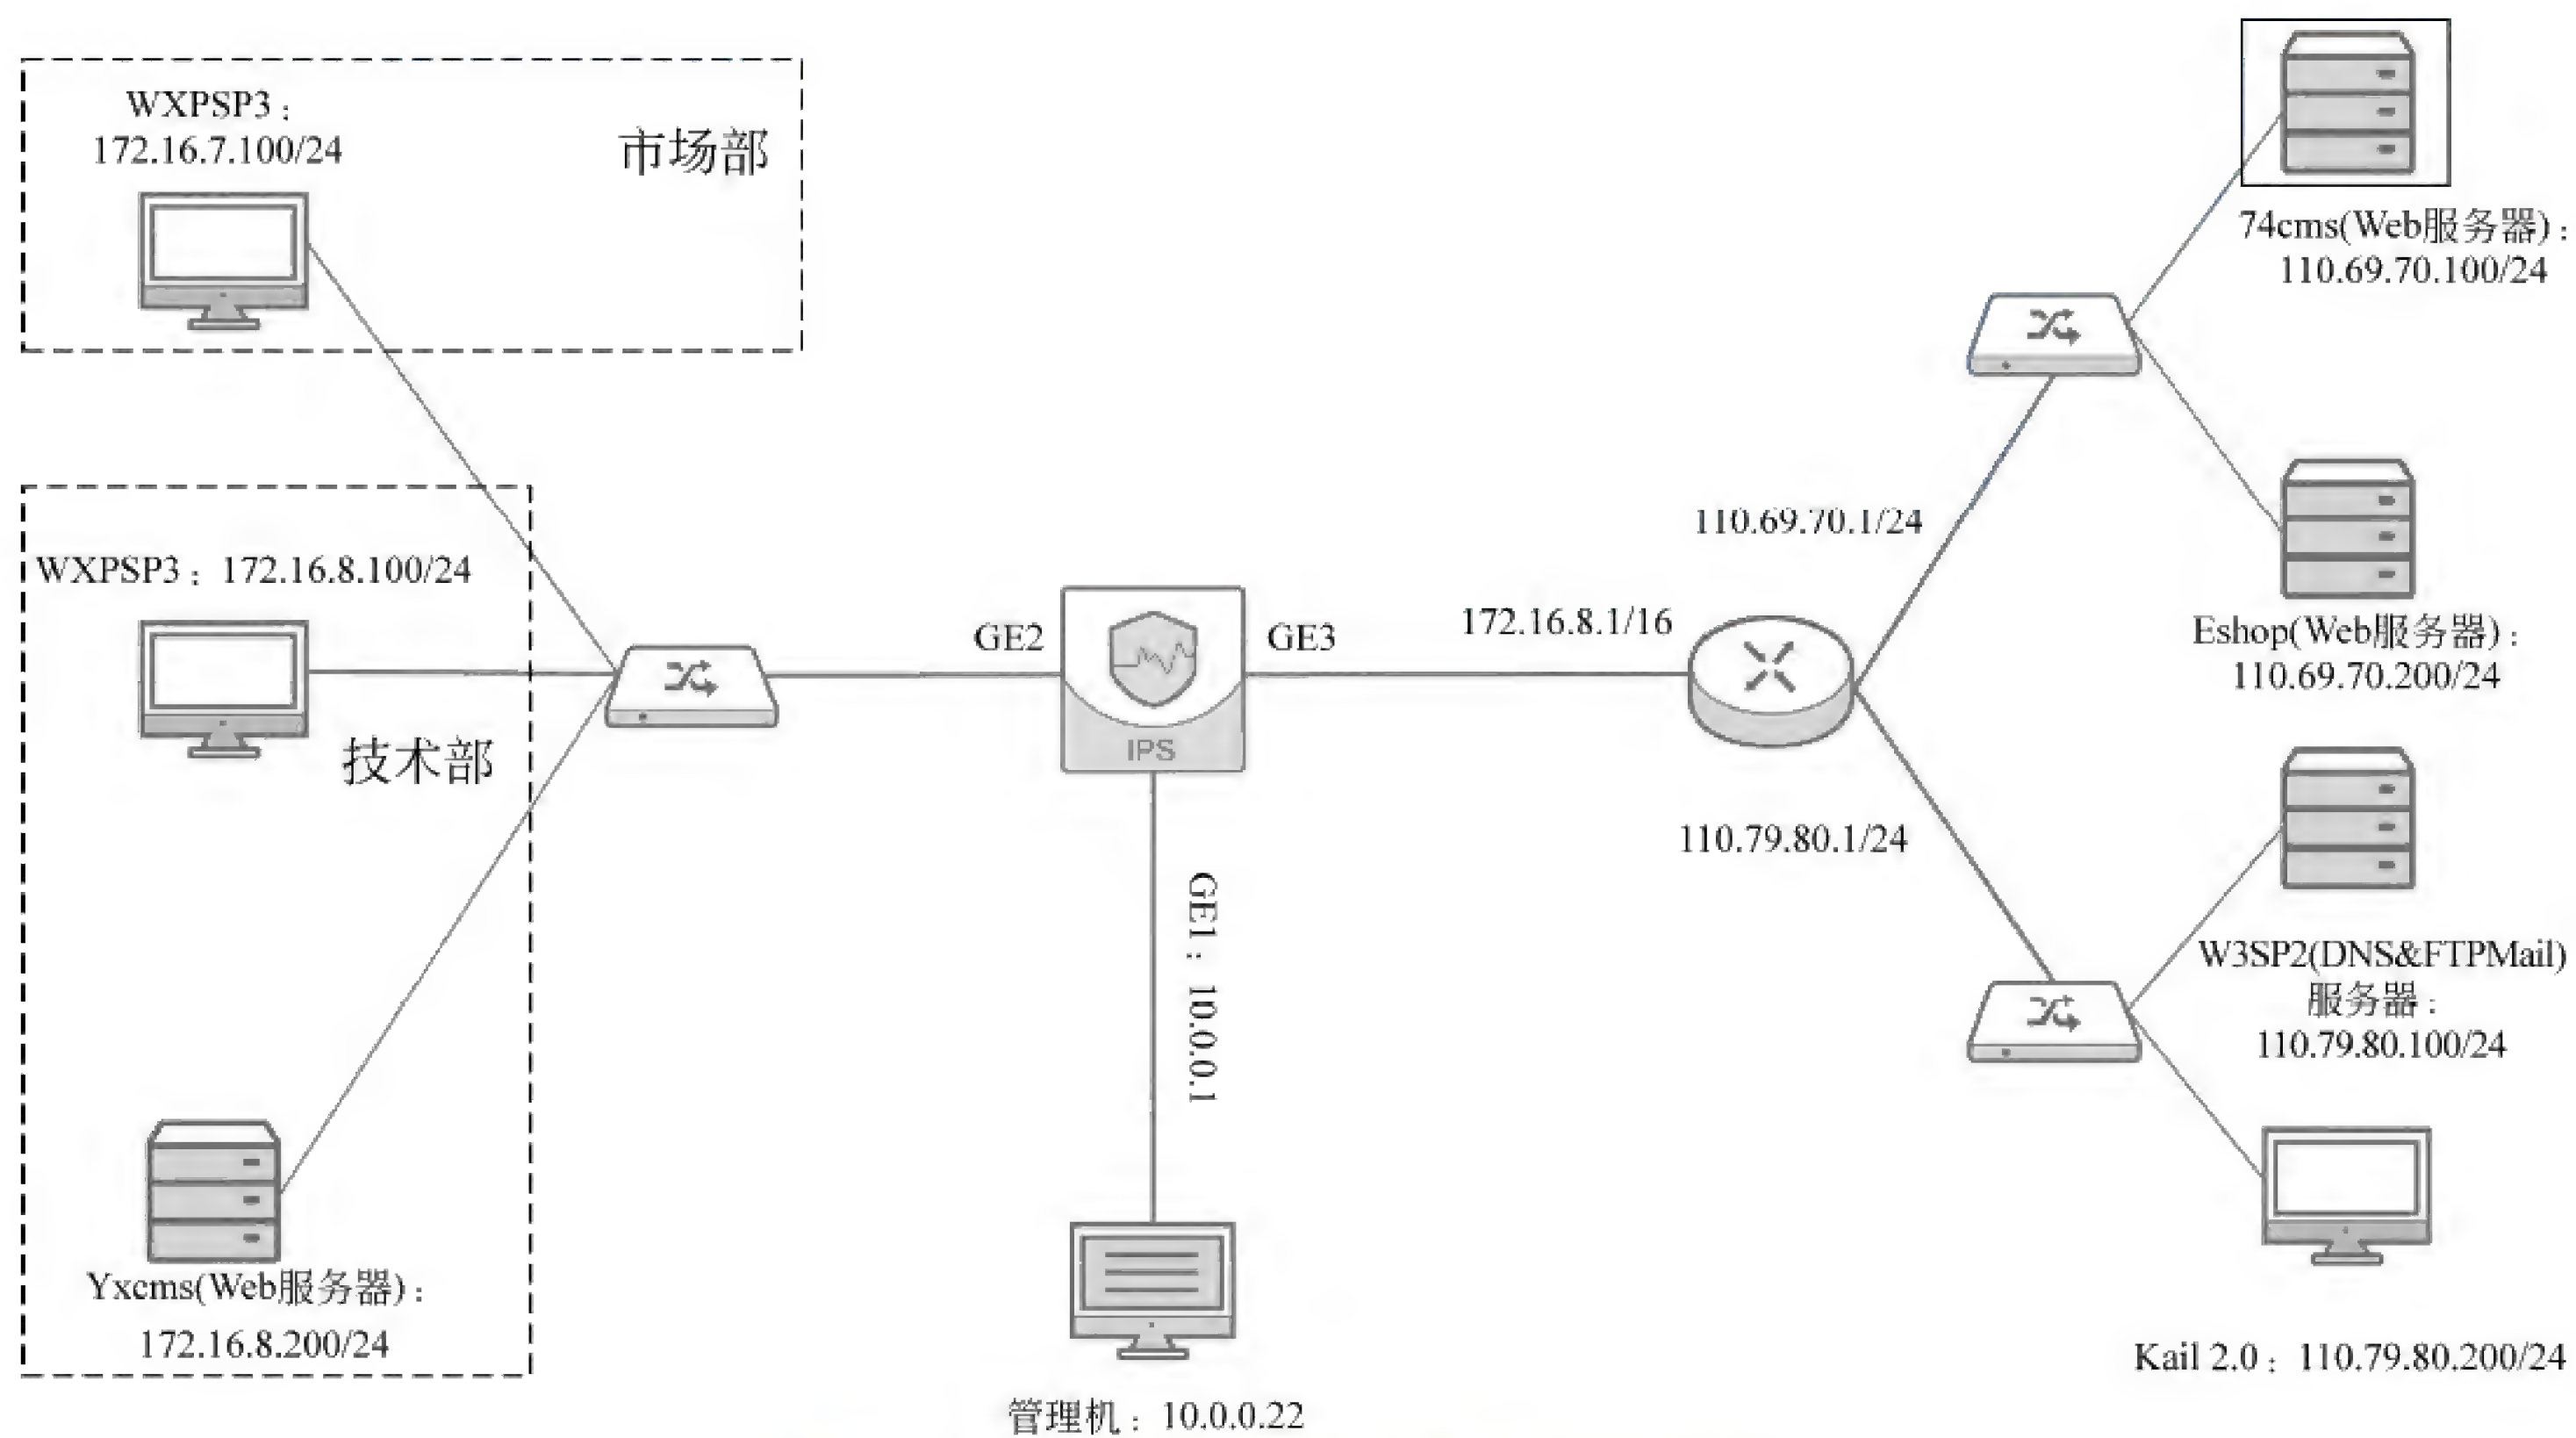 WXPSP3：
172.16.7.100/24
市场部
WXPSP3：172.16.8.100/24
技术部
Yxcms(Web服务器)：
172.16.8.200/24
GE2
IPS
GE3
GE1：10.0.0.1
管理机：10.0.0.22
172.16.8.1/16
110.69.70.1/24
110.79.80.1/24
74cms(Web服务器)：
110.69.70.100/24
Eshop(Web服务器)：
110.69.70.200/24
W3SP2(DNS&FTPMail)
服务器：
110.79.80.100/24
Kail 2.0：110.79.80.200/24